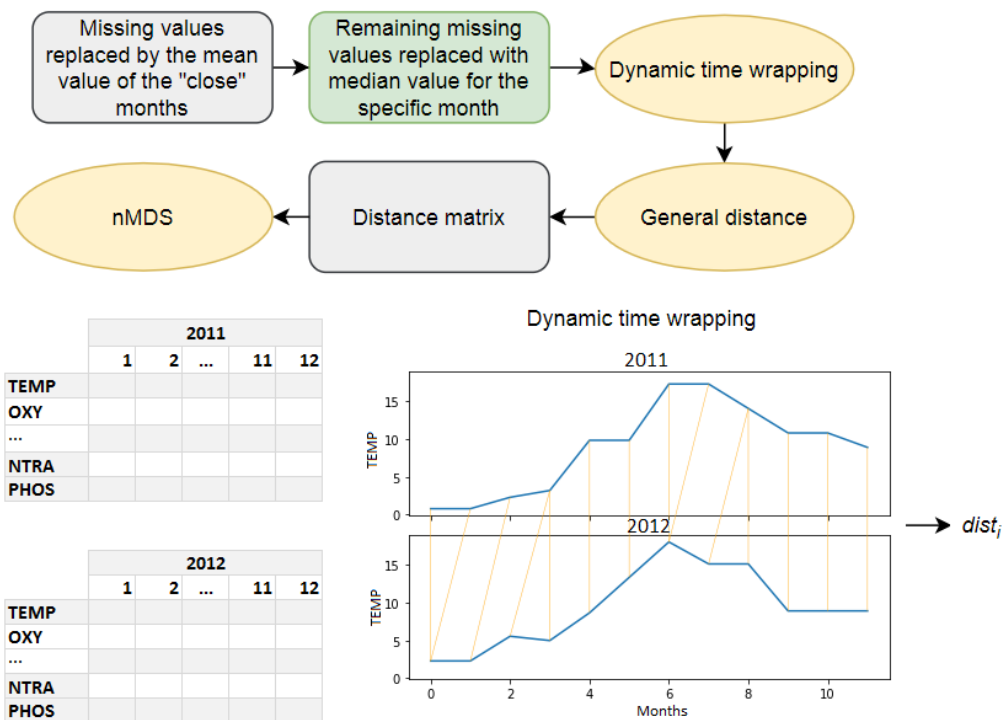 Missing values
replaced by the mean
value of the "close"
months
Remaining missing
values replaced with
median value for the
specific month
Dynamic time wrapping
nMDS
Distance matrix
General distance
2011
1 2 ... 11 12
TEMP
OXY
...
NTRA
PHOS
2012
1 2 ... 11 12
TEMP
OXY
...
NTRA
PHOS
Dynamic time wrapping
2011
TEMP
15
10
5
0
2012
TEMP
15
10
5
0
0 2 4 6 8 10
Months
dist_i